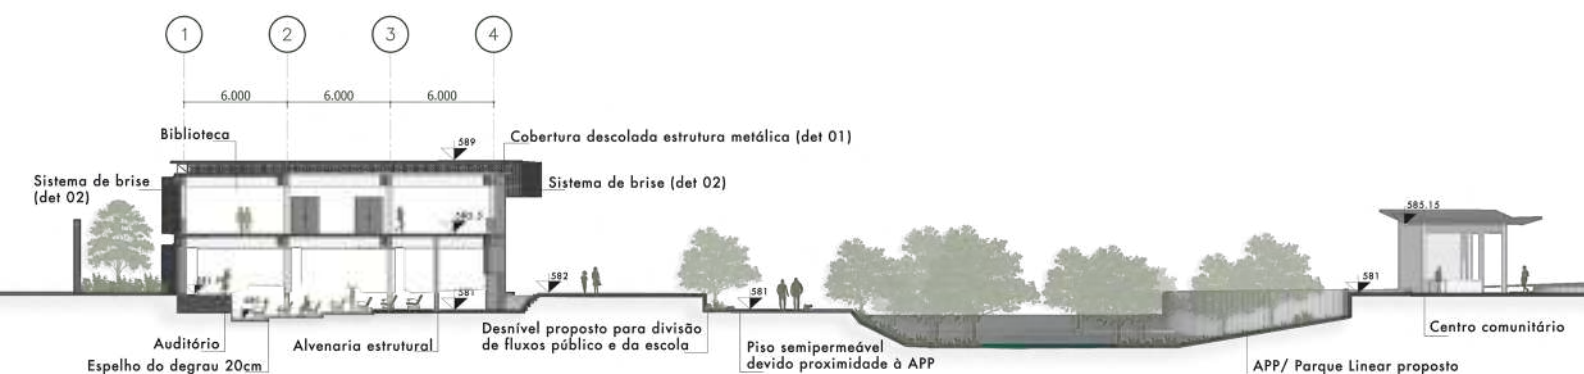 1 2 3 4
6.000 6.000 6.000
Biblioteca
589
Cobertura descolada estrutura metálica (det 01)
Sistema de brise
(det 02)
Sistema de brise (det 02)
585.15
582
581
581
581
Desnível proposto para divisão
de fluxos público e da escola
Auditório
Espelho do degrau 20cm
Alvenaria estrutural
Piso semipermeável
devido proximidade à APP
Centro comunitário
APP/ Parque Linear proposto